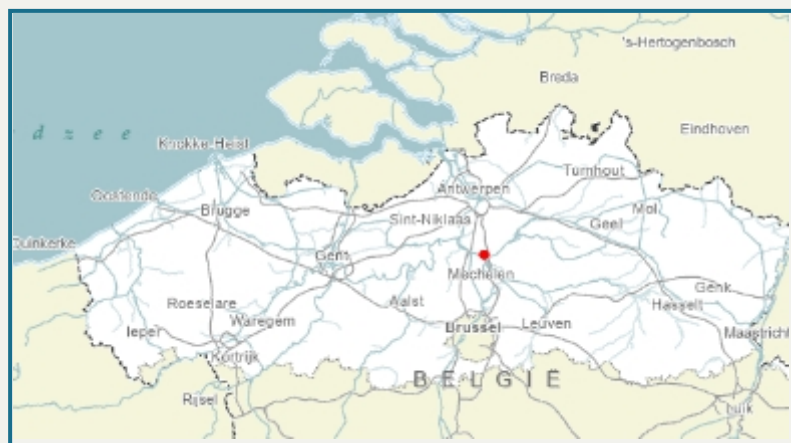 's-Hertogenbosch
Breda
Eindhoven
d z e e
Knokke-Heist
Turnhout
Oostende
Antwerpen
Mol
Brugge
Sint-Niklaas
Geel
Duinkerke
Gent
Mechelen
Genk
Roeselare
Aalst
Hasselt
Ieper
Waregem
Brussel
Leuven
Maastricht
Kortrijk
BELGIË
Rijsel
Luik